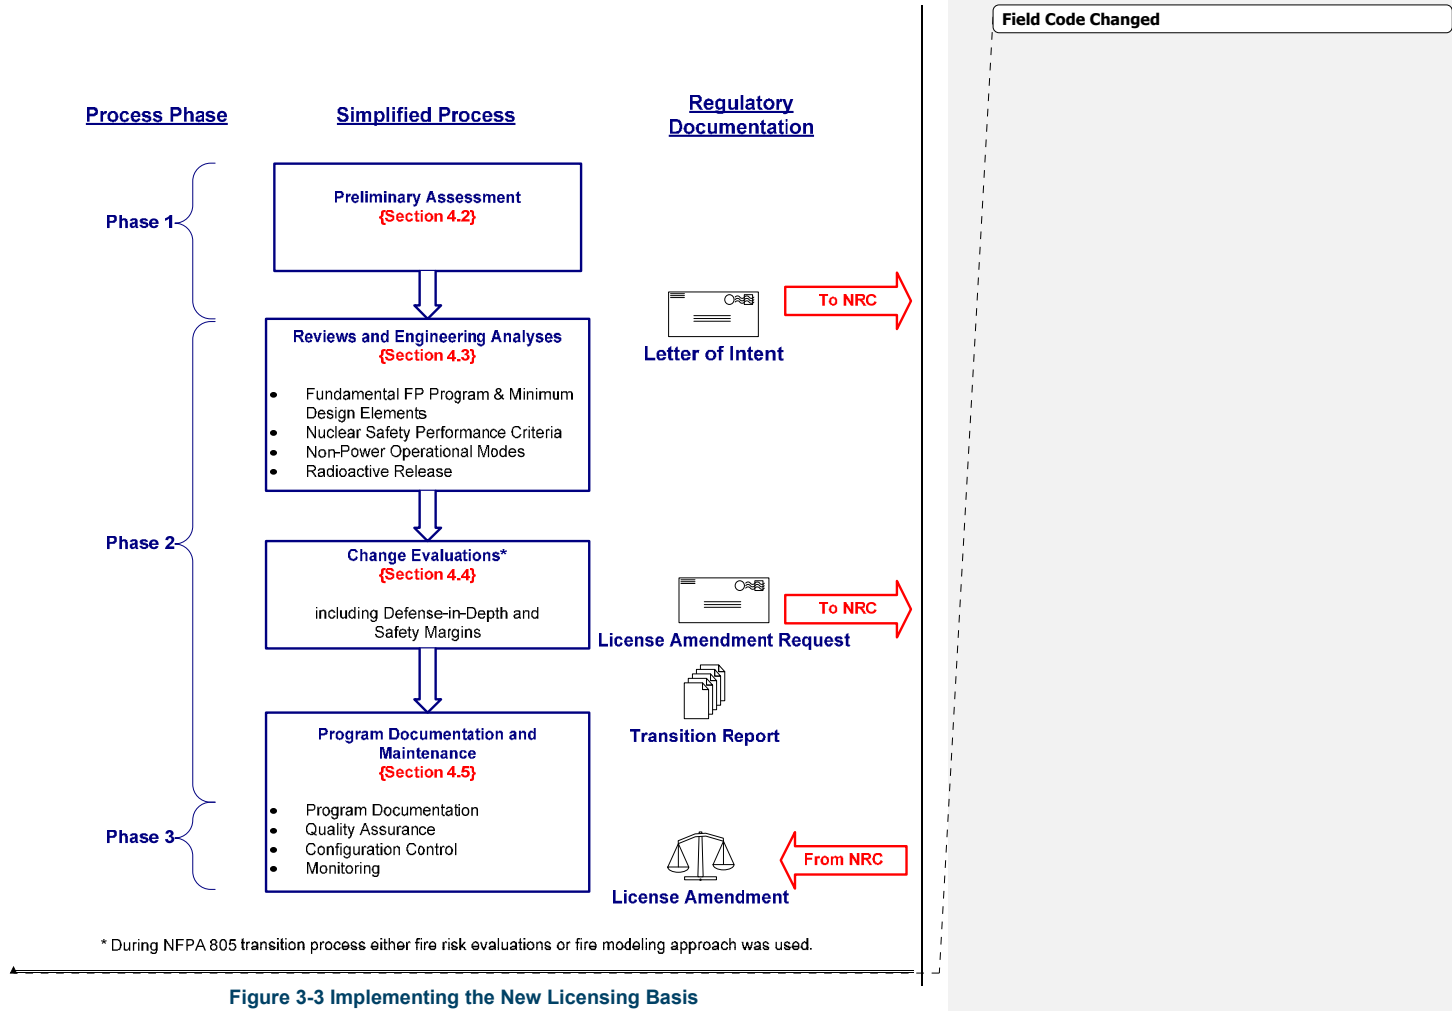 Field Code Changed
Process Phase
Simplified Process
Regulatory
Documentation
Phase 1
Preliminary Assessment
{Section 4.2}
To NRC
Letter of Intent
Reviews and Engineering Analyses
{Section 4.3}
• Fundamental FP Program & Minimum
Design Elements
• Nuclear Safety Performance Criteria
• Non-Power Operational Modes
• Radioactive Release
Phase 2
Change Evaluations*
{Section 4.4}
including Defense-in-Depth and
Safety Margins
To NRC
License Amendment Request
Transition Report
Program Documentation and
Maintenance
{Section 4.5}
• Program Documentation
• Quality Assurance
• Configuration Control
• Monitoring
Phase 3
From NRC
License Amendment
* During NFPA 805 transition process either fire risk evaluations or fire modeling approach was used.
Figure 3-3 Implementing the New Licensing Basis